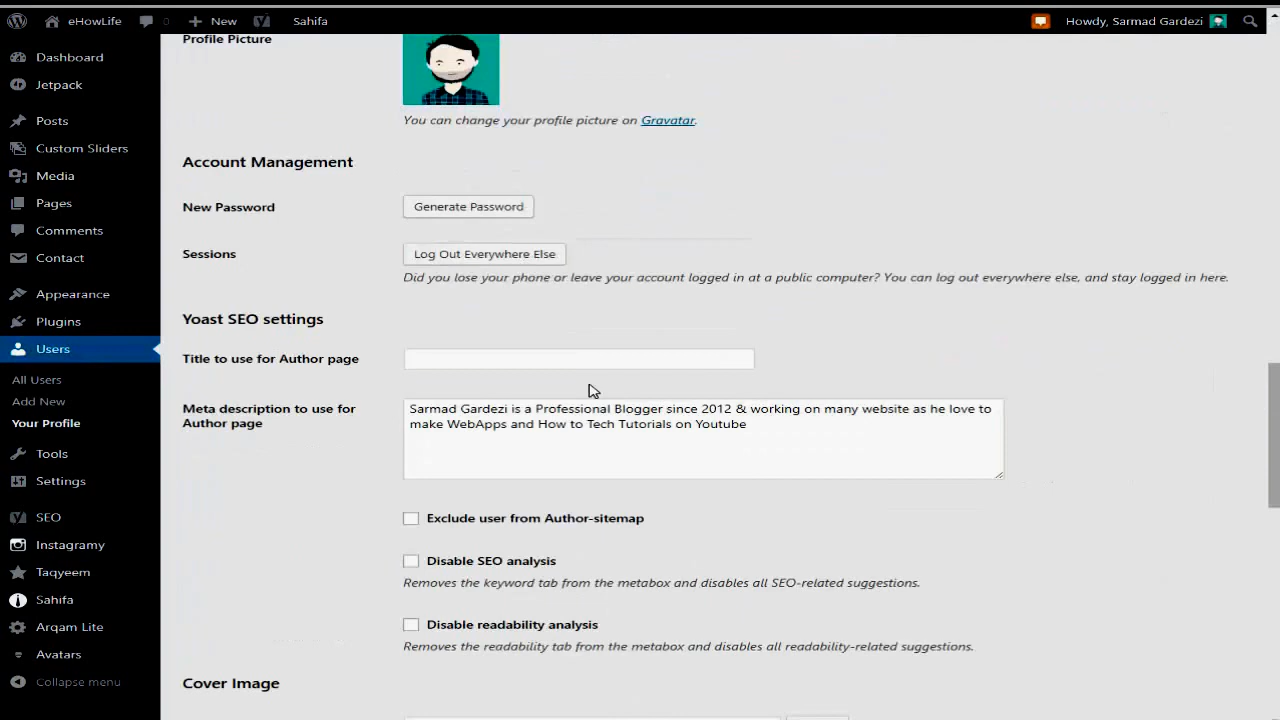 eHowLife 0 New Sahifa Howdy, Sarmad Gardezi
Dashboard
Jetpack
Posts
Custom Sliders
Media
Pages
Comments
Contact
Appearance
Plugins
Users
All Users
Add New
Your Profile
Tools
Settings
SEO
Instagramy
Taqyeem
Sahifa
Arqam Lite
Avatars
Collapse menu
Profile Picture
You can change your profile picture on Gravatar.
Account Management
New Password Generate Password
Sessions Log Out Everywhere Else
Did you lose your phone or leave your account logged in at a public computer? You can log out everywhere else, and stay logged in here.
Yoast SEO settings
Title to use for Author page
Meta description to use for
Author page
Sarmad Gardezi is a Professional Blogger since 2012 & working on many website as he love to
make WebApps and How to Tech Tutorials on Youtube
Exclude user from Author-sitemap
Disable SEO analysis
Removes the keyword tab from the metabox and disables all SEO-related suggestions.
Disable readability analysis
Removes the readability tab from the metabox and disables all readability-related suggestions.
Cover Image